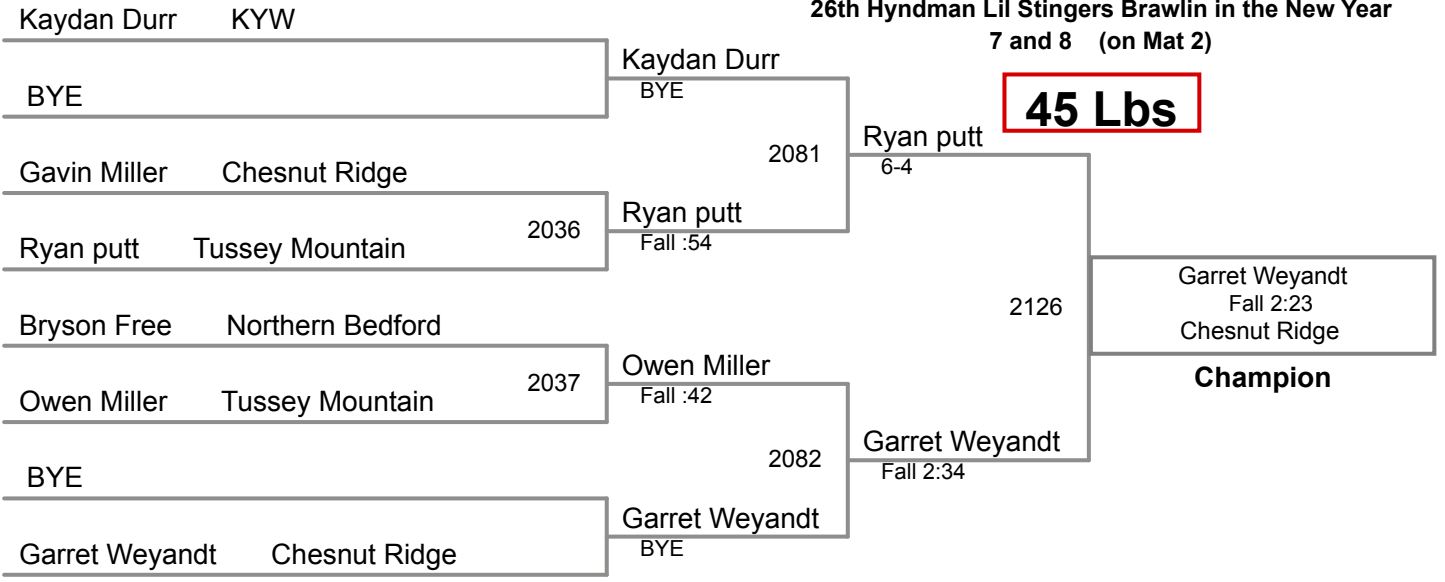 26th Hyndman Lil Stingers Brawlin in the New Year
7 and 8 (on Mat 2)
45 Lbs
Kaydan Durr KYW
BYE
Gavin Miller Chesnut Ridge
Ryan putt Tussey Mountain
2036
Bryson Free Northern Bedford
Owen Miller Tussey Mountain
2037
BYE
Garret Weyandt Chesnut Ridge
Kaydan Durr
BYE
2081
Ryan putt
Fall :54
Owen Miller
Fall :42
2082
Garret Weyandt
BYE
Ryan putt
6-4
2126
Garret Weyandt
Fall 2:34
Garret Weyandt
Fall 2:23
Chesnut Ridge
Champion